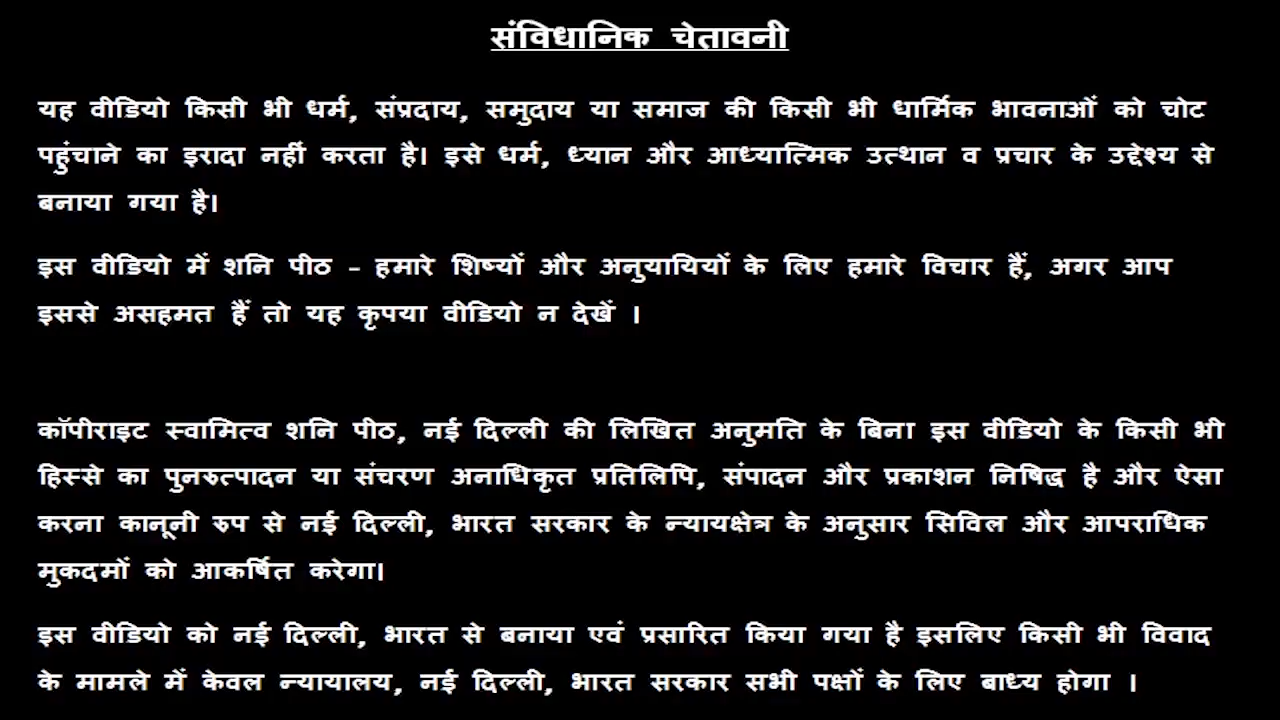 संविधानिक चेतावनी
यह वीडियो किसी भी धर्म, संप्रदाय, समुदाय या समाज की किसी भी धार्मिक भावनाओं को चोट
पहुंचाने का इरादा नहीं करता है। इसे धर्म, ध्यान और आध्यात्मिक उत्थान व प्रचार के उद्देश्य से
बनाया गया है।
इस वीडियो में शनि पीठ – हमारे शिष्यों और अनुयायियों के लिए हमारे विचार हैं, अगर आप
इससे असहमत हैं तो यह कृपया वीडियो न देखें ।
कॉपीराइट स्वामित्व शनि पीठ, नई दिल्ली की लिखित अनुमति के बिना इस वीडियो के किसी भी
हिस्से का पुनरुत्पादन या संचरण अनाधिकृत प्रतिलिपि, संपादन और प्रकाशन निषिद्ध है और ऐसा
करना कानूनी रुप से नई दिल्ली, भारत सरकार के न्यायक्षेत्र के अनुसार सिविल और आपराधिक
मुकदमों को आकर्षित करेगा।
इस वीडियो को नई दिल्ली, भारत से बनाया एवं प्रसारित किया गया है इसलिए किसी भी विवाद
के मामले में केवल न्यायालय, नई दिल्ली, भारत सरकार सभी पक्षों के लिए बाध्य होगा ।